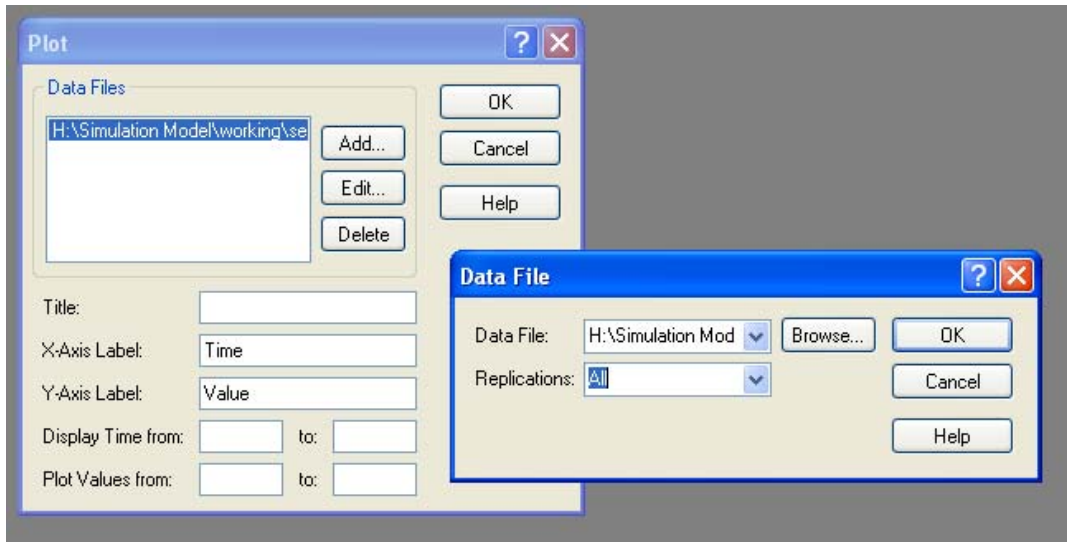 Plot
?
Data Files
H:\Simulation Model\working\se
Add...
Edit...
Delete
OK
Cancel
Help
Title:
X-Axis Label: Time
Y-Axis Label: Value
Display Time from: to:
Plot Values from: to:
Data File
?
Data File: H:\Simulation Mod Browse...
Replications: All
OK
Cancel
Help